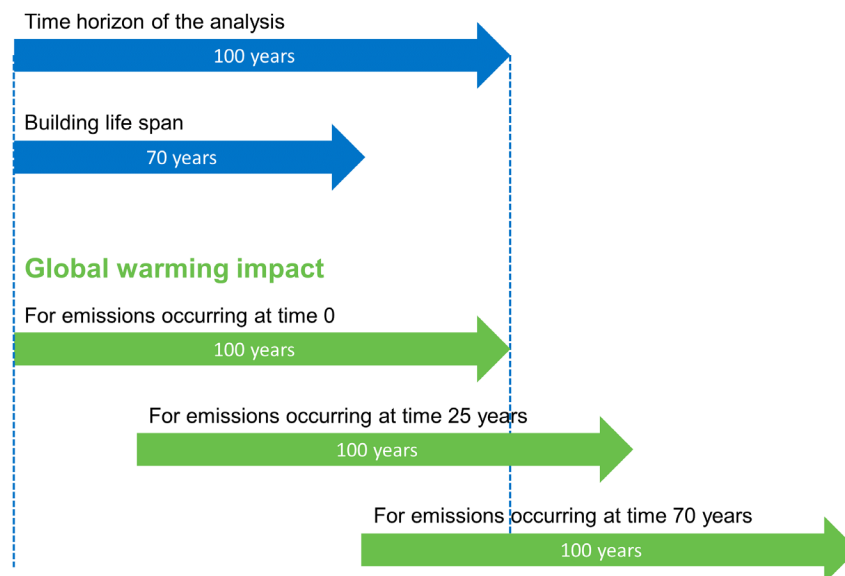 Time horizon of the analysis
100 years
Building life span
70 years
Global warming impact
For emissions occurring at time 0
100 years
For emissions occurring at time 25 years
100 years
For emissions occurring at time 70 years
100 years